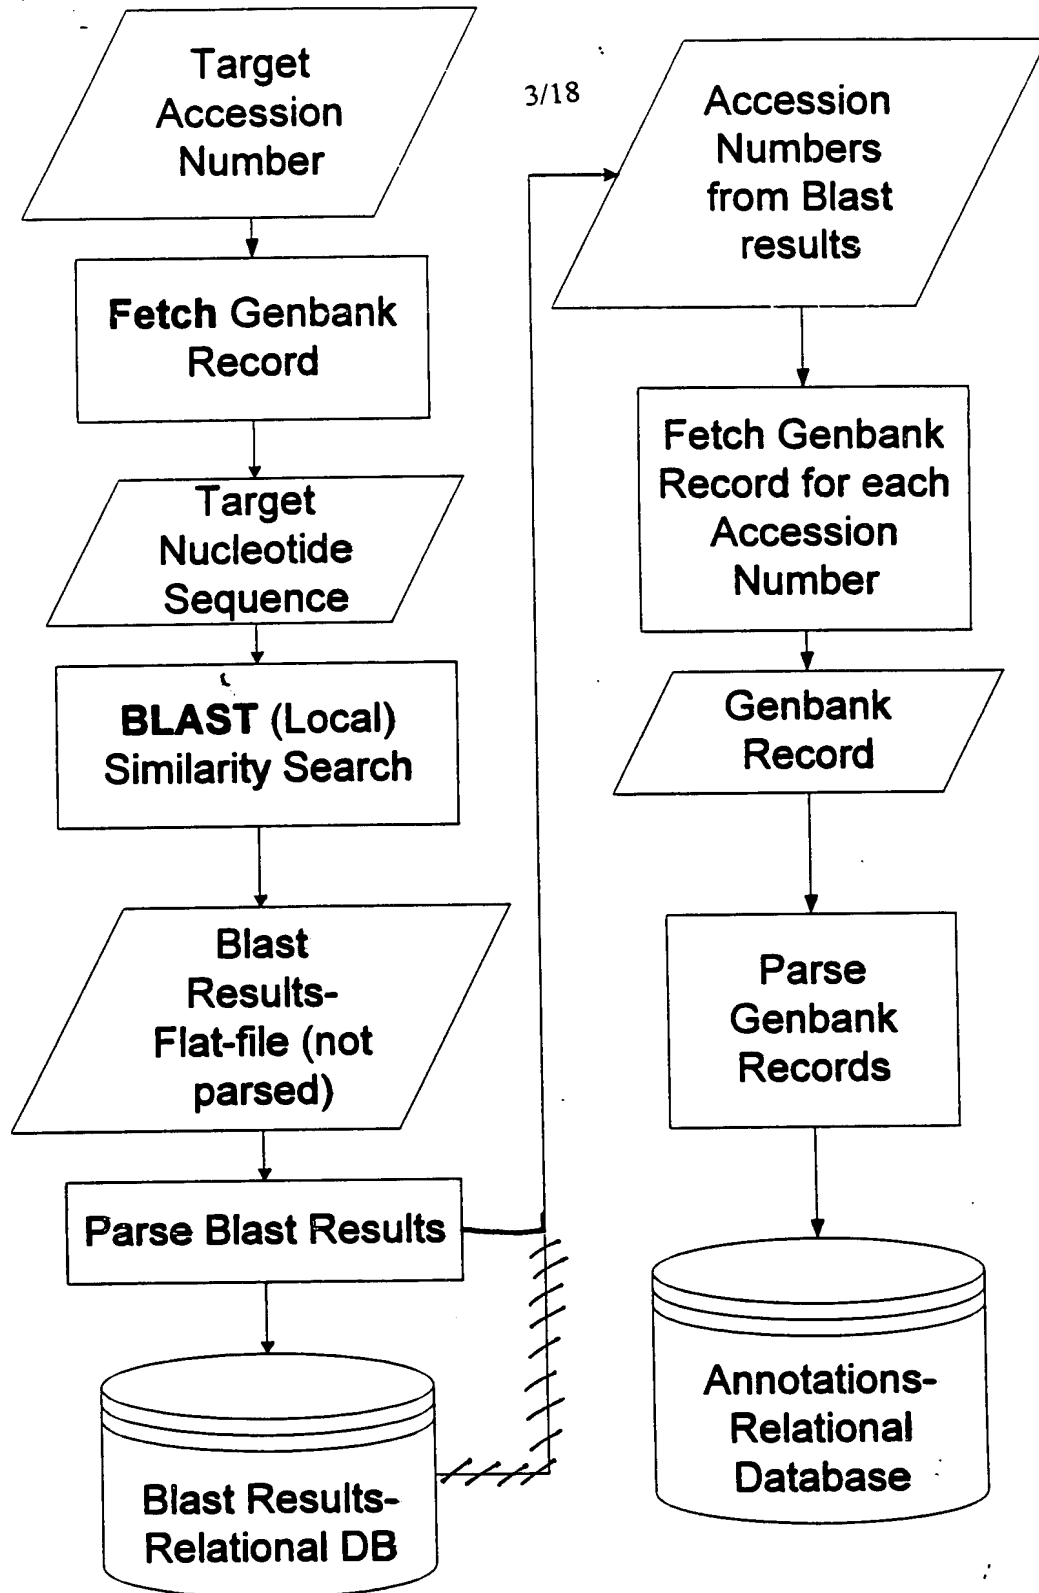 3/18
Target
Accession
Number
Fetch Genbank
Record
Target
Nucleotide
Sequence
BLAST (Local)
Similarity Search
Blast
Results-
Flat-file (not
parsed)
Parse Blast Results
Blast Results-
Relational DB
Accession
Numbers
from Blast
results
Fetch Genbank
Record for each
Accession
Number
Genbank
Record
Parse
Genbank
Records
Annotations-
Relational
Database